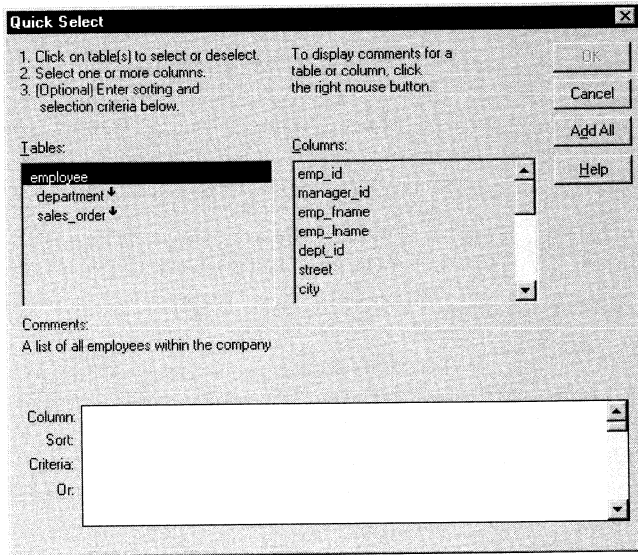 Quick Select
1. Click on table(s) to select or deselect.
2. Select one or more columns.
3. (Optional) Enter sorting and
selection criteria below.
To display comments for a
table or column, click
the right mouse button.
OK
Cancel
Add All
Help
Tables:
employee
department
sales_order
Columns:
emp_id
manager_id
emp_fname
emp_lname
dept_id
street
city
Comments:
A list of all employees within the company
Column:
Sort:
Criteria:
Or: